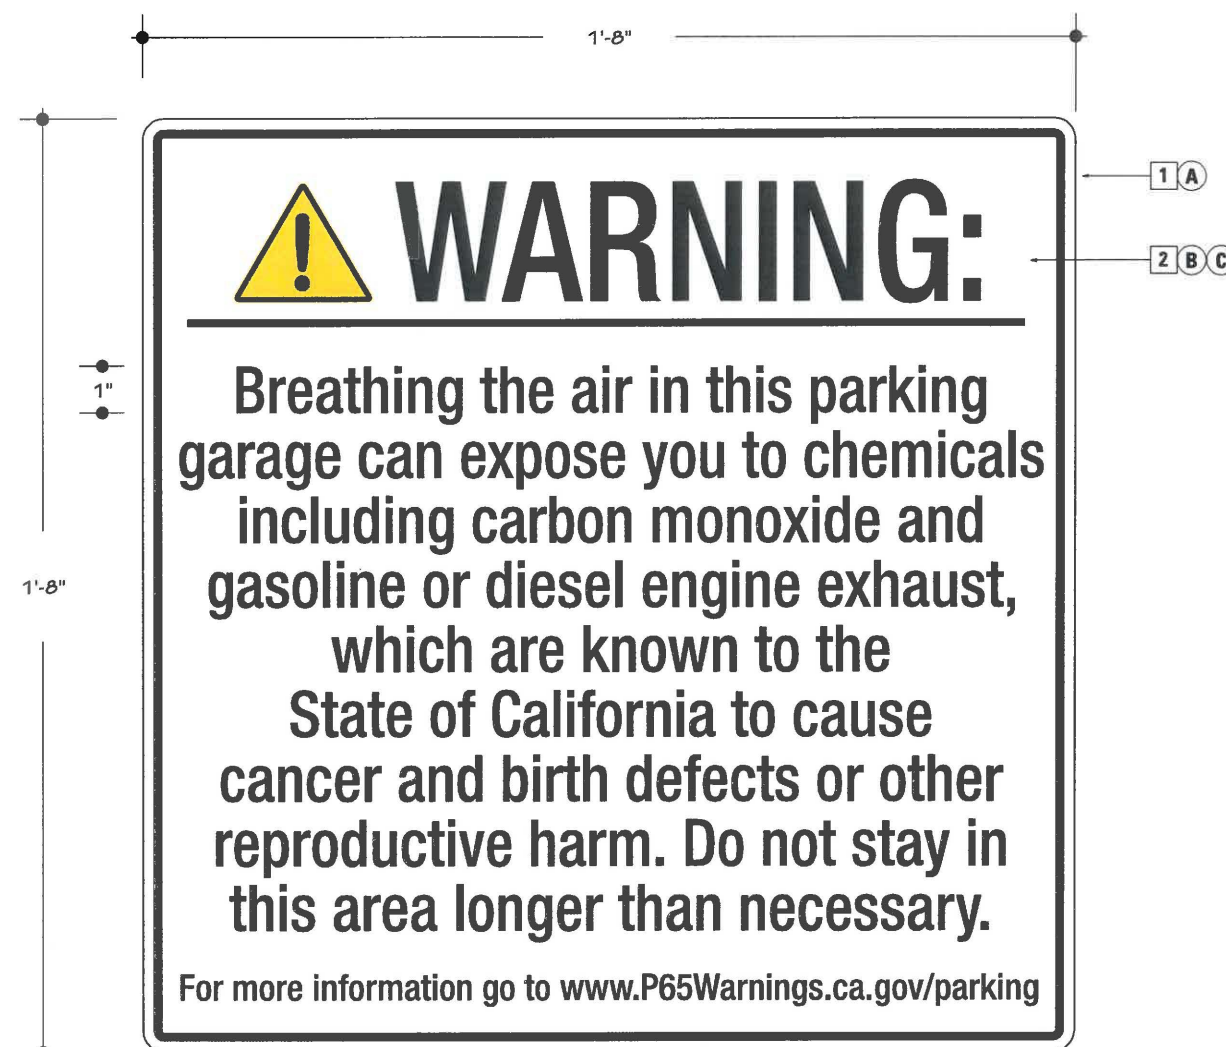 1'-8"
1 A
WARNING:
2 B C
1"
Breathing the air in this parking
garage can expose you to chemicals
including carbon monoxide and
gasoline or diesel engine exhaust,
1'-8"
which are known to the
State of California to cause
cancer and birth defects or other
reproductive harm. Do not stay in
this area longer than necessary.
For more information go to www.P65Warnings.ca.gov/parking